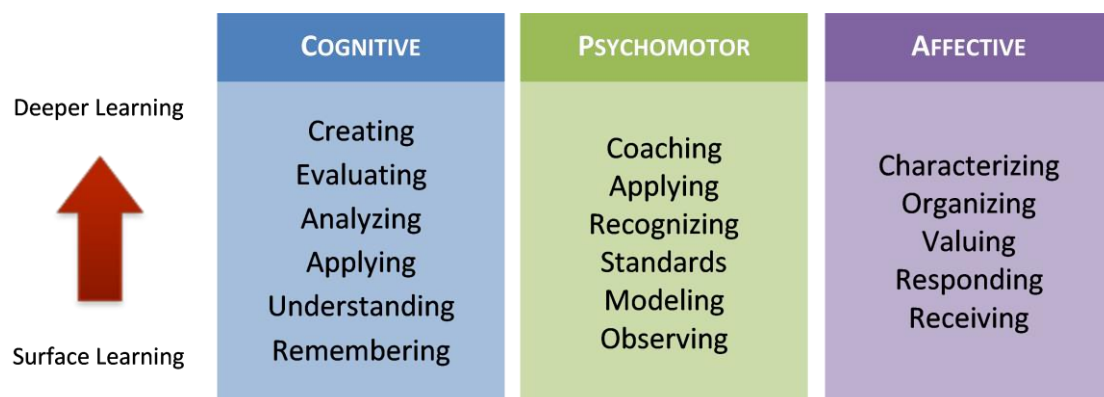 COGNITIVE
PSYCHOMOTOR
AFFECTIVE
Deeper Learning
Surface Learning
Creating
Evaluating
Analyzing
Applying
Understanding
Remembering
Coaching
Applying
Recognizing
Standards
Modeling
Observing
Characterizing
Organizing
Valuing
Responding
Receiving